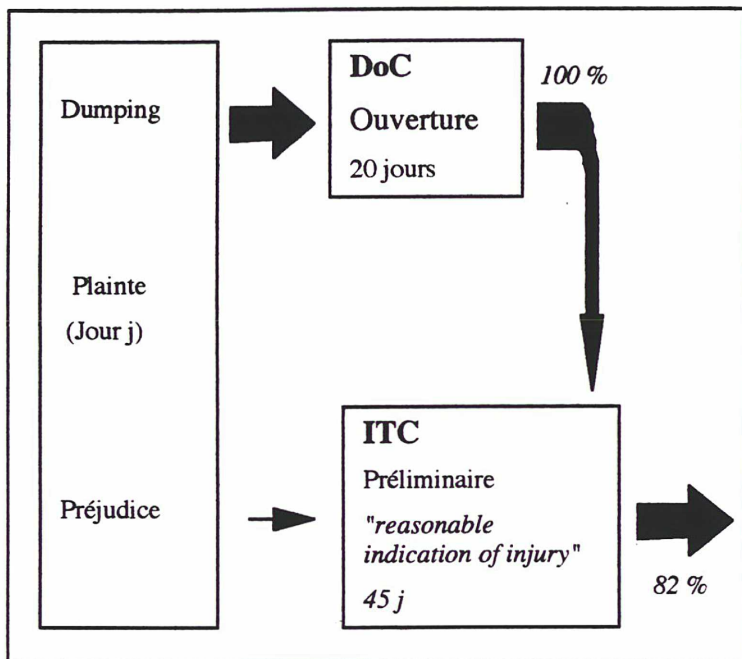 Dumping
Plainte
(Jour j)
Préjudice
DoC
Ouverture
20 jours
100 %
ITC
Préliminaire
"reasonable
indication of injury"
45 j
82 %